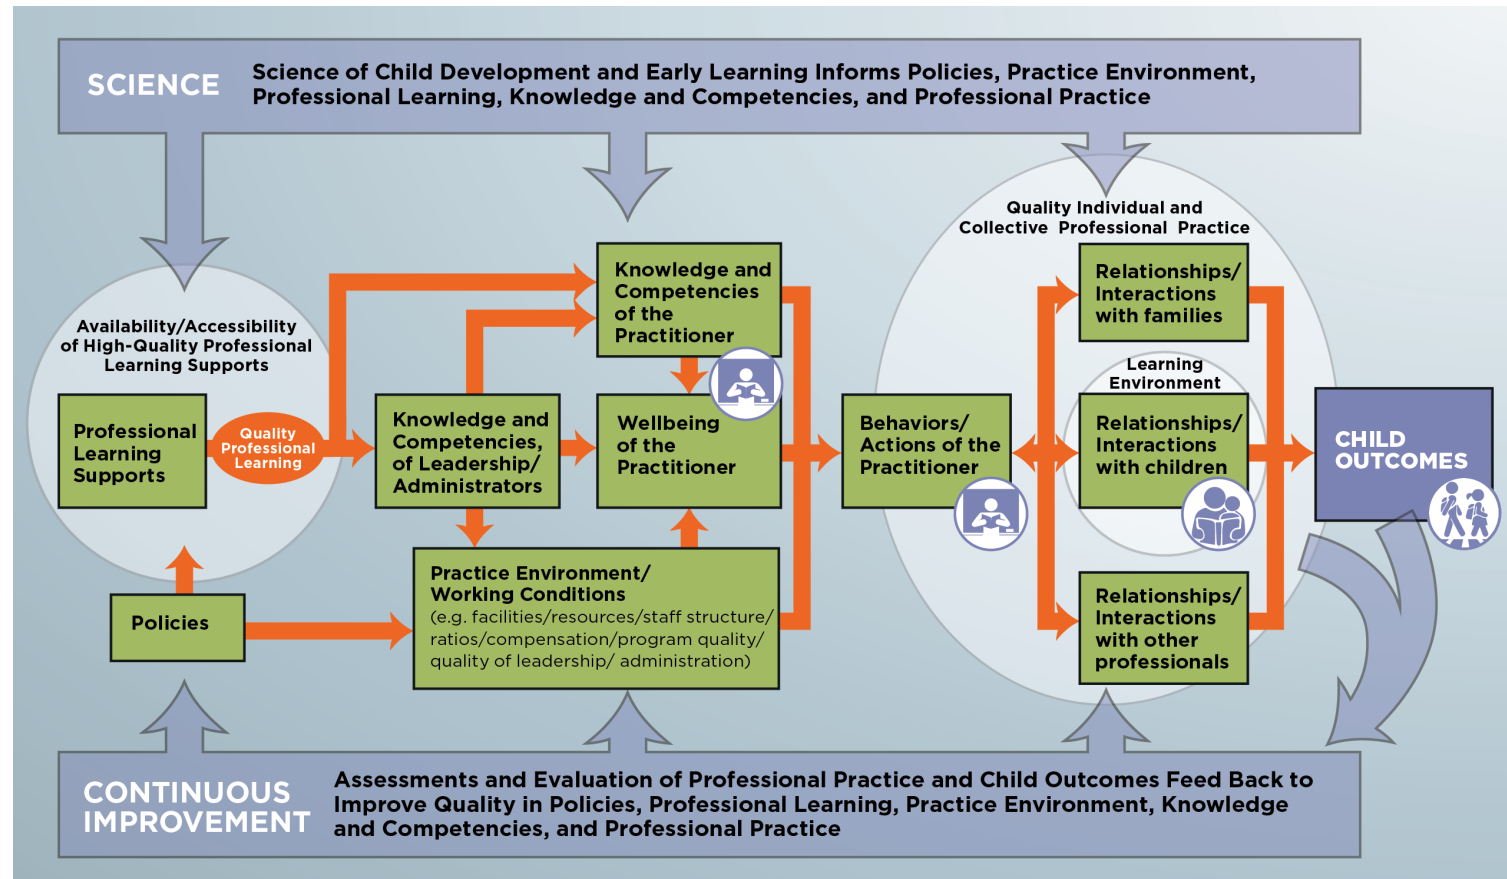 SCIENCE
Science of Child Development and Early Learning Informs Policies, Practice Environment,
Professional Learning, Knowledge and Competencies, and Professional Practice
Availability/Accessibility
of High-Quality Professional
Learning Supports
Professional
Learning
Supports
Quality
Professional
Learning
Policies
Knowledge and
Competencies,
of Leadership/
Administrators
Knowledge and
Competencies
of the
Practitioner
Wellbeing
of the
Practitioner
Practice Environment/
Working Conditions
(e.g. facilities/resources/staff structure/
ratios/compensation/program quality/
quality of leadership/ administration)
Behaviors/
Actions of the
Practitioner
Quality Individual and
Collective Professional Practice
Relationships/
Interactions
with families
Learning
Environment
Relationships/
Interactions
with children
Relationships/
Interactions
with other
professionals
CHILD
OUTCOMES
CONTINUOUS
IMPROVEMENT
Assessments and Evaluation of Professional Practice and Child Outcomes Feed Back to
Improve Quality in Policies, Professional Learning, Practice Environment, Knowledge
and Competencies, and Professional Practice